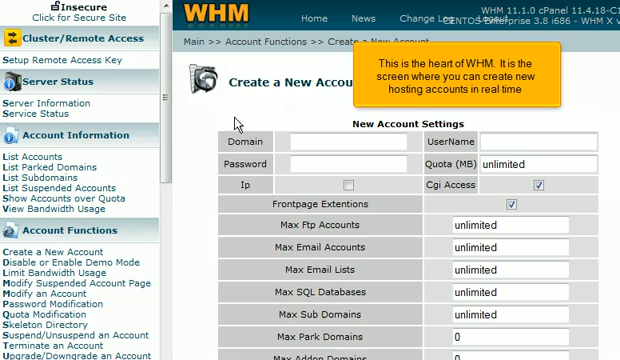 Insecure
Click for Secure Site
Cluster/Remote Access
Setup Remote Access Key
Server Status
Server Information
Service Status
Account Information
List Accounts
List Parked Domains
List Subdomains
List Suspended Accounts
Show Accounts over Quota
View Bandwidth Usage
Account Functions
Create a New Account
Disable or Enable Demo Mode
Limit Bandwidth Usage
Modify Suspended Account Page
Modify an Account
Password Modification
Quota Modification
Skeleton Directory
Suspend/Unsuspend an Account
Terminate an Account
Upgrade/Downgrade an Account
WHM
Home News Change Log Logout
WHM 11.1.0 cPanel 11.4.18-C1
CENTOS Enterprise 3.8 i686 - WHM X v
Main >> Account Functions >> Create a New Account
Create a New Accou
This is the heart of WHM. It is the
screen where you can create new
hosting accounts in real time
New Account Settings
Domain UserName
Password Quota (MB) unlimited
Ip Cgi Access
Frontpage Extentions
Max Ftp Accounts unlimited
Max Email Accounts unlimited
Max Email Lists unlimited
Max SQL Databases unlimited
Max Sub Domains unlimited
Max Park Domains 0
Max Addon Domains 0